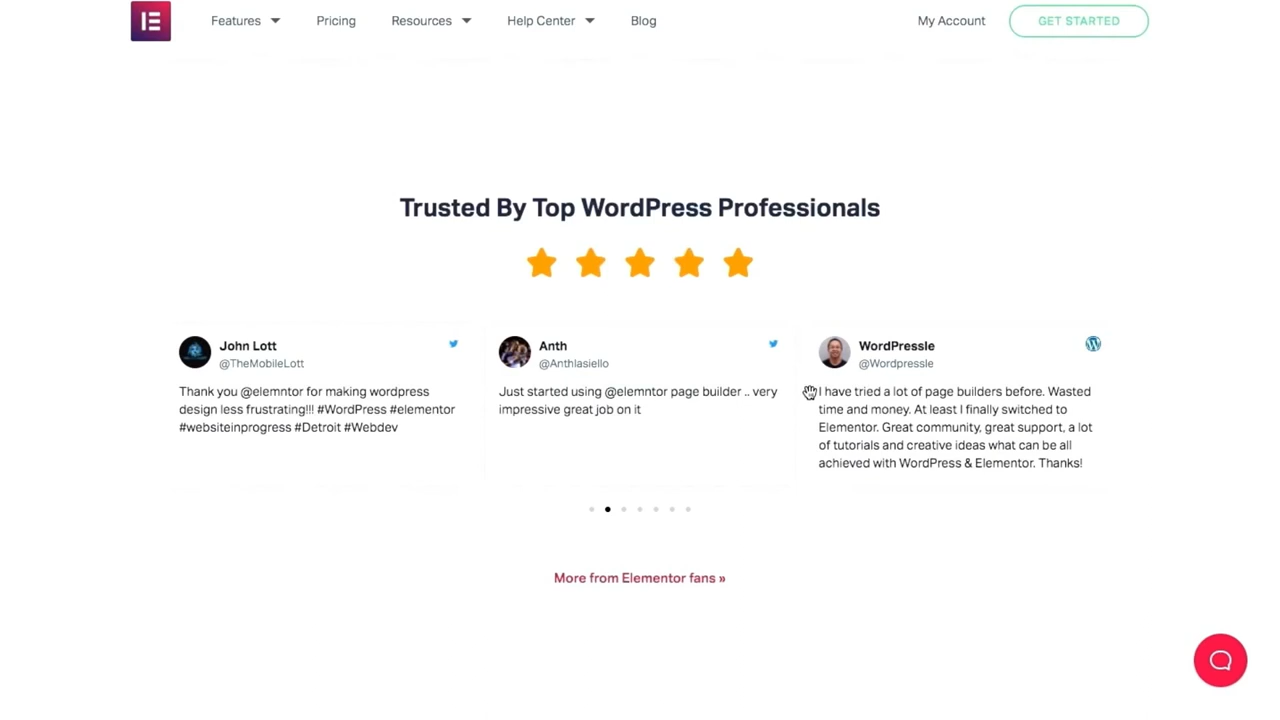 Features
Pricing
Resources
Help Center
Blog
My Account
GET STARTED
Trusted By Top WordPress Professionals
John Lott
@TheMobileLott
Thank you @elemntor for making wordpress
design less frustrating!!! #WordPress #elementor
#websiteinprogress #Detroit #Webdev
Anth
@AnthIasiello
Just started using @elemntor page builder .. very
impressive great job on it
WordPressle
@Wordpressle
I have tried a lot of page builders before. Wasted
time and money. At least I finally switched to
Elementor. Great community, great support, a lot
of tutorials and creative ideas what can be all
achieved with WordPress & Elementor. Thanks!
More from Elementor fans »